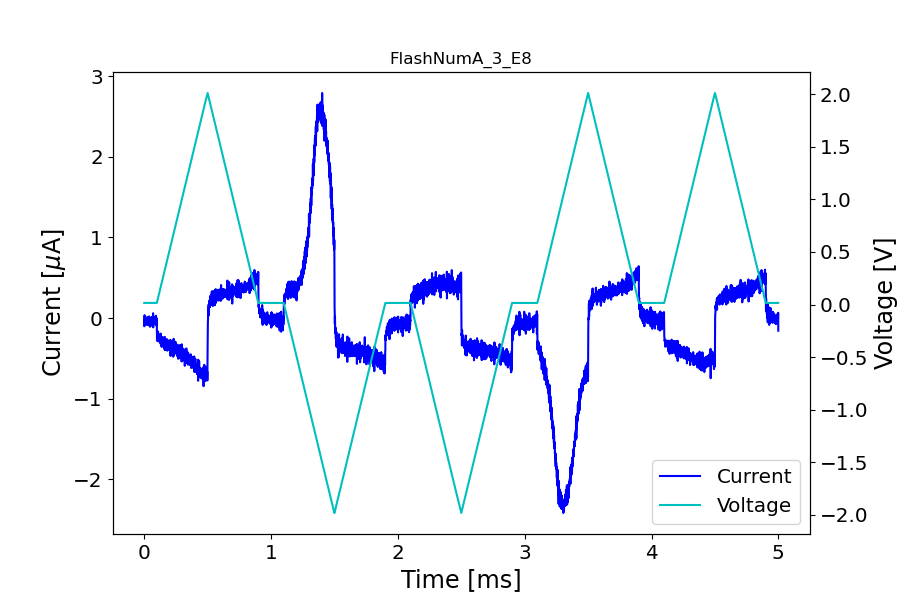 FlashNumA_3_E8
3
2
1
0
−1
−2
Current [μA]
2.0
1.5
1.0
0.5
0.0
−0.5
−1.0
−1.5
−2.0
Voltage [V]
Current
Voltage
0 1 2 3 4 5
Time [ms]